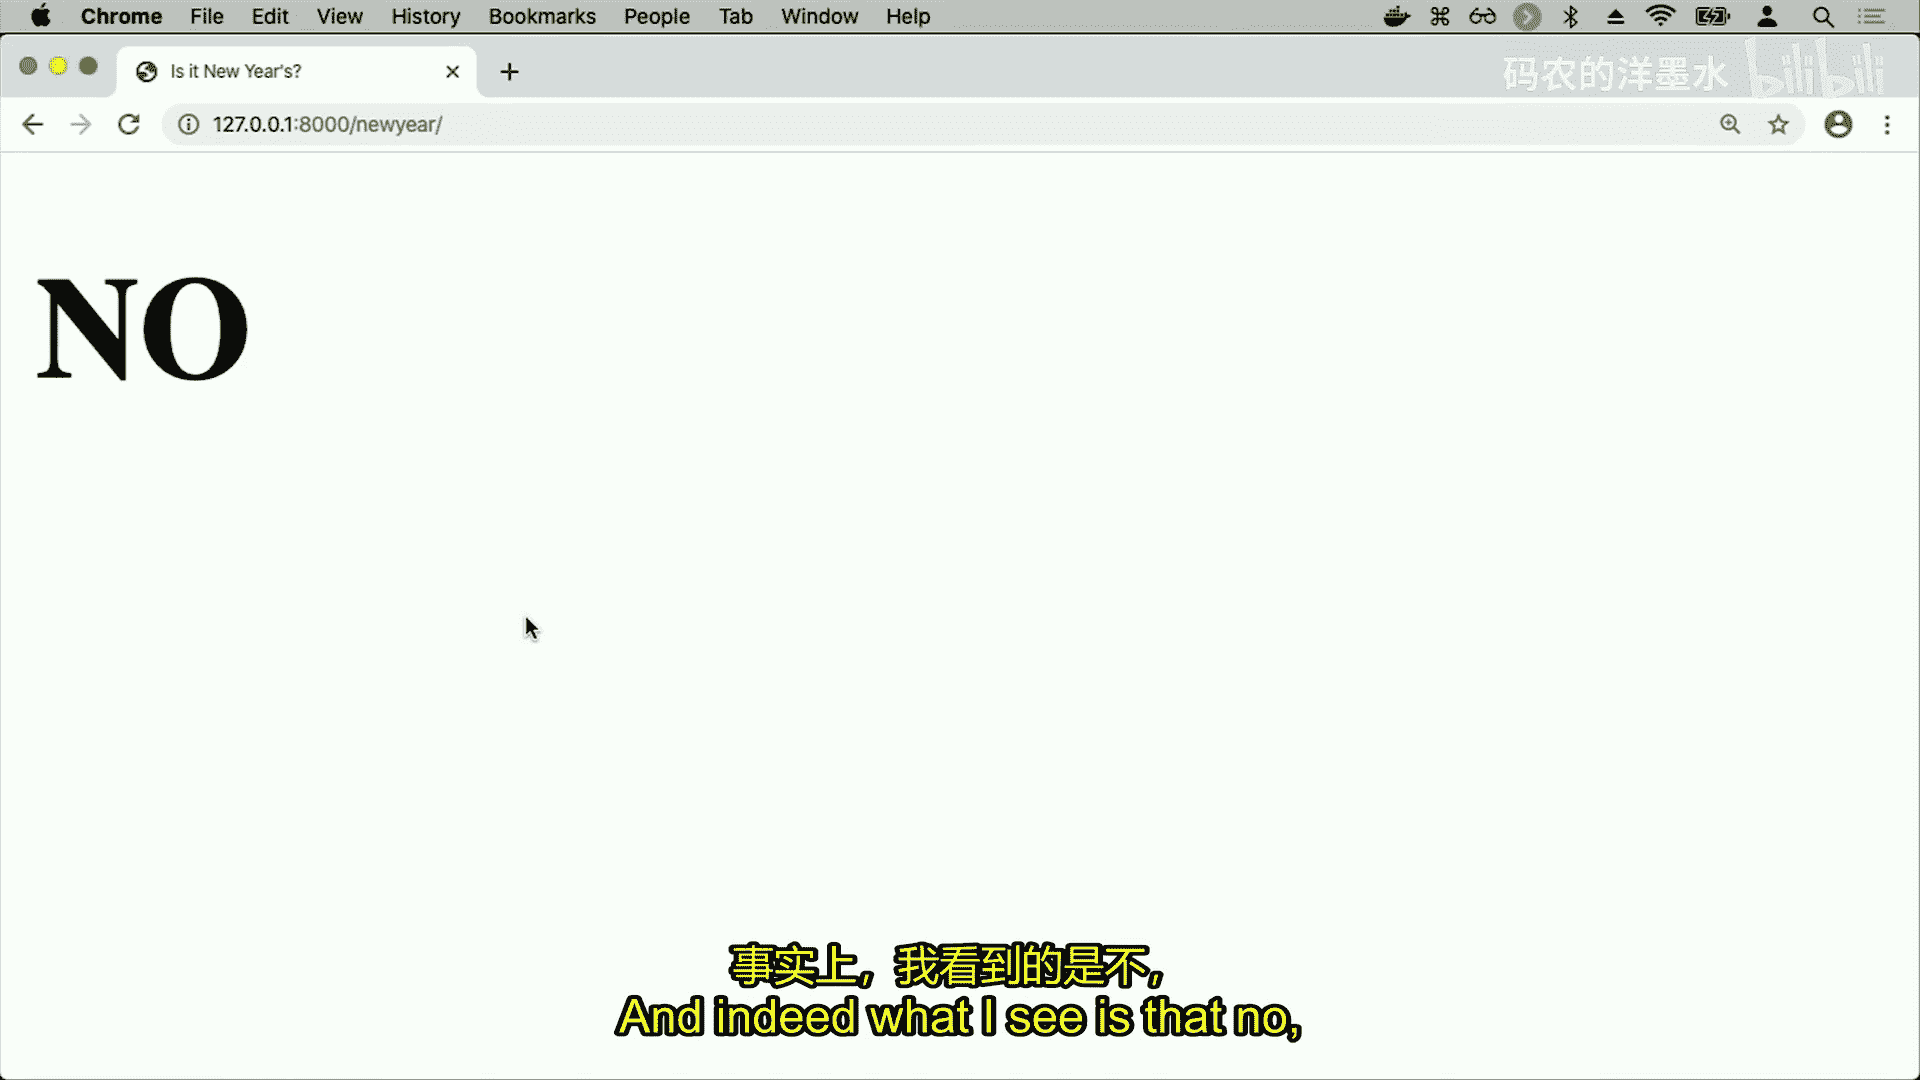 Chrome File Edit View History Bookmarks People Tab Window Help
Is it New Year's?
码农的洋墨水 bilibili
127.0.0.1:8000/newyear/
NO
事实上，我看到的是不，
And indeed what I see is that no,